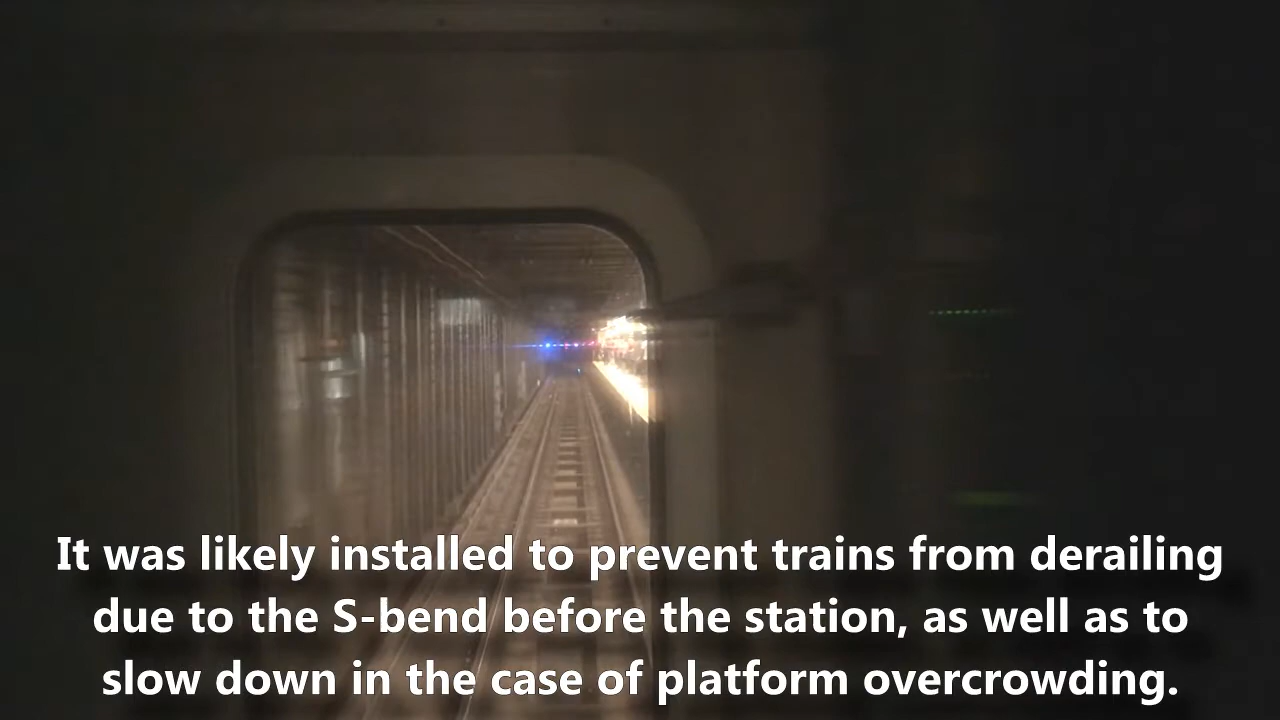 It was likely installed to prevent trains from derailing
due to the S-bend before the station, as well as to
slow down in the case of platform overcrowding.